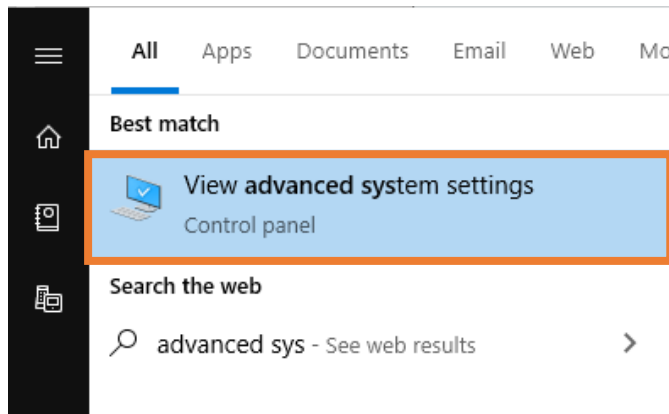 All Apps Documents Email Web Mo
Best match
View advanced system settings
Control panel
Search the web
advanced sys - See web results